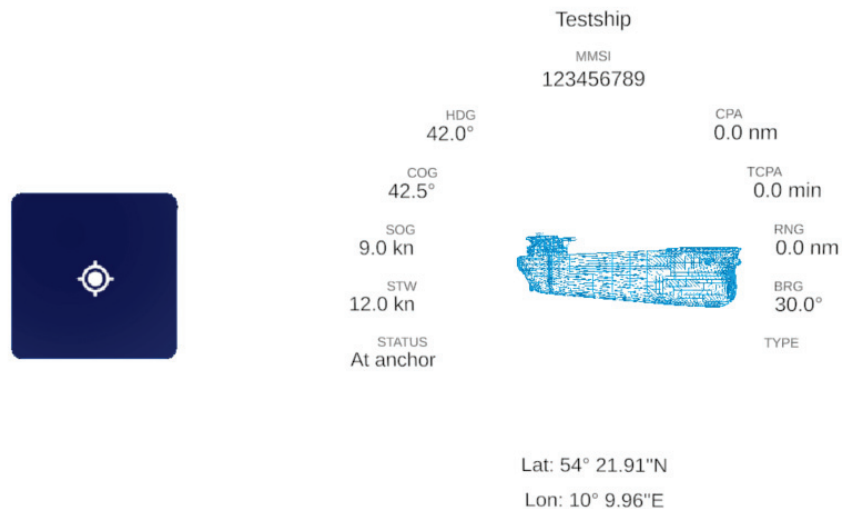 Testship
MMSI
123456789
HDG
42.0°
CPA
0.0 nm
COG
42.5°
TCPA
0.0 min
SOG
9.0 kn
RNG
0.0 nm
STW
12.0 kn
BRG
30.0°
STATUS
At anchor
TYPE
Lat: 54° 21.91"N
Lon: 10° 9.96"E